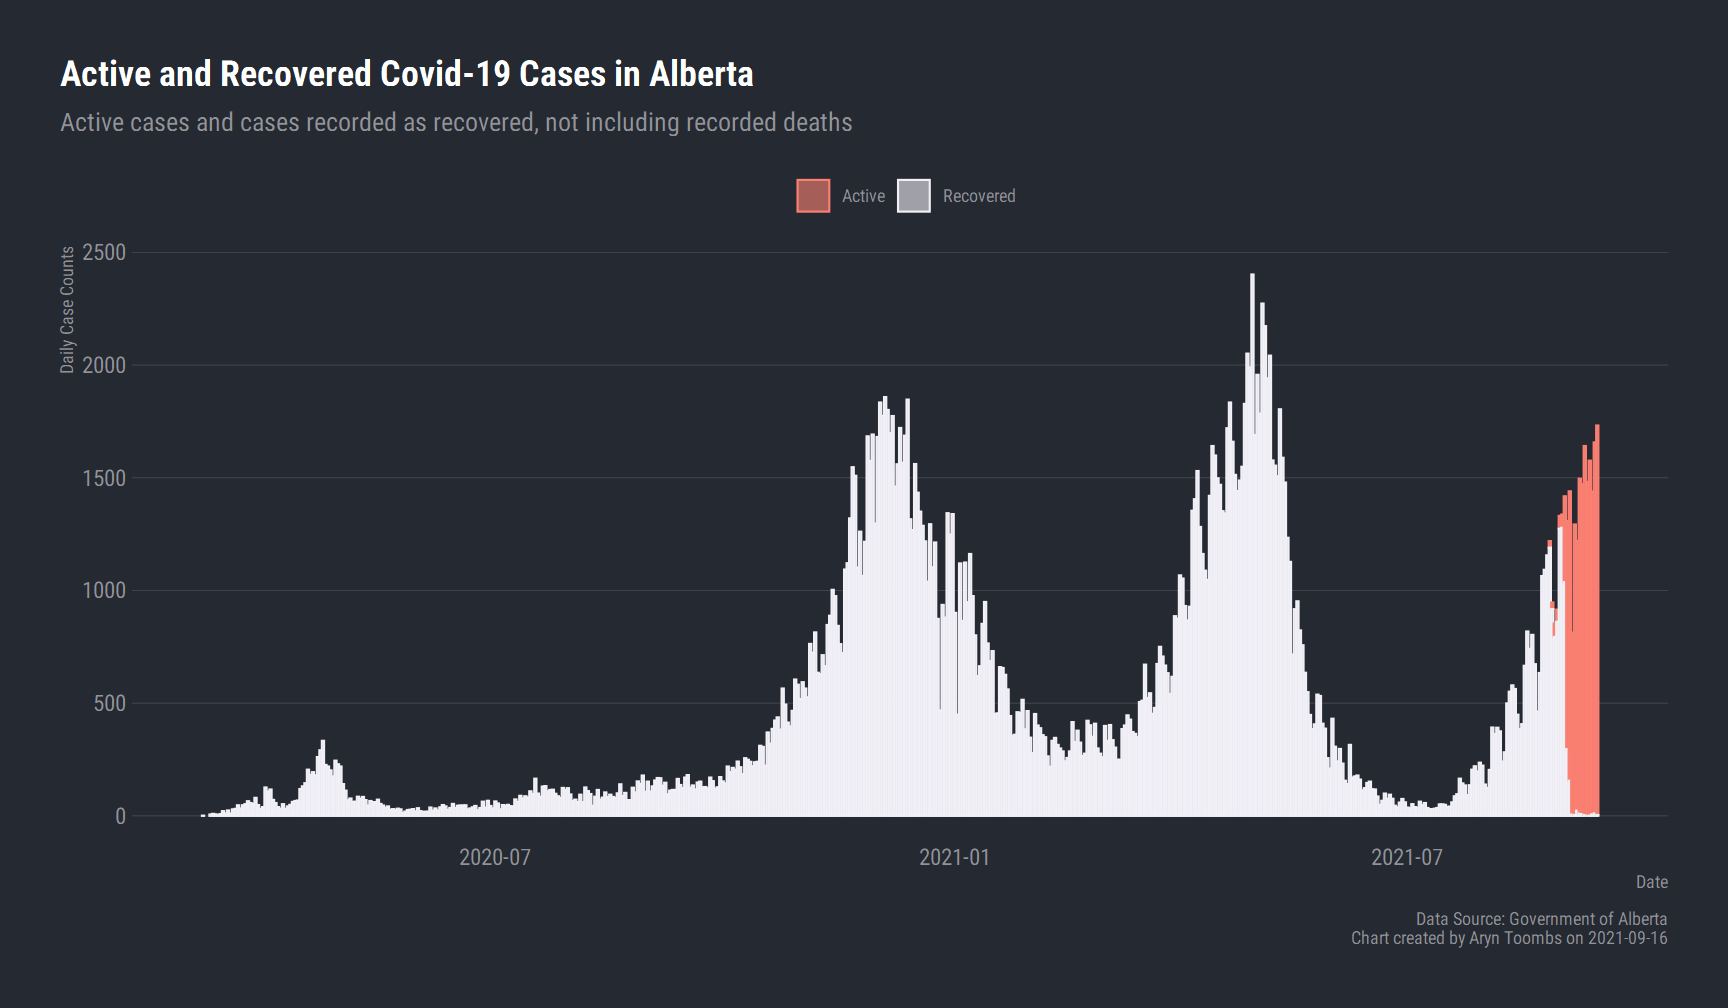 Active and Recovered Covid-19 Cases in Alberta
Active cases and cases recorded as recovered, not including recorded deaths
Active
Recovered
Daily Case Counts
2500
2000
1500
1000
500
0
2020-07
2021-01
2021-07
Date
Data Source: Government of Alberta
Chart created by Aryn Toombs on 2021-09-16